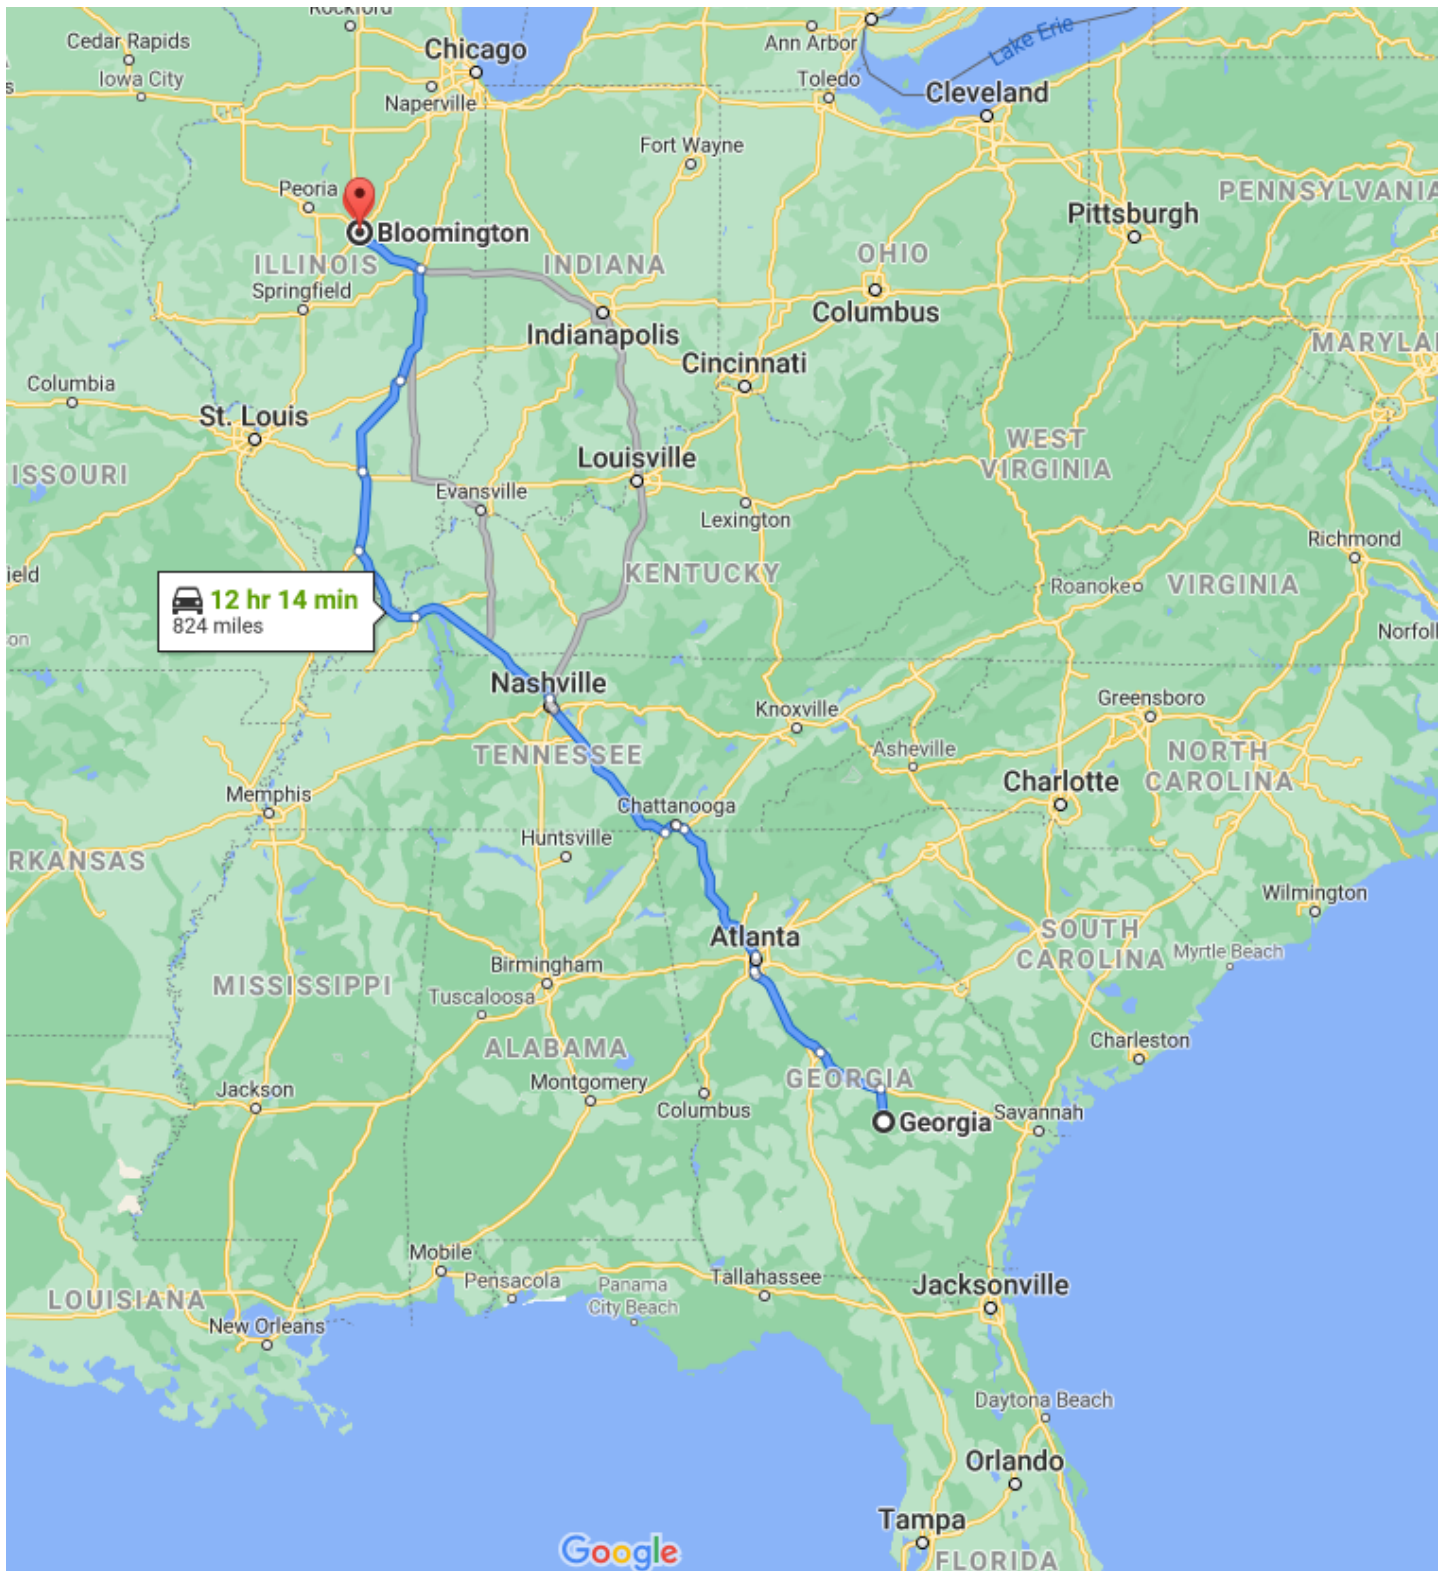 Rockford
Cedar Rapids
Chicago
Ann Arbor
Lake Erie
Iowa City
Toledo
s
Naperville
Cleveland
Fort Wayne
Peoria
PENNSYLVANIA
Pittsburgh
Bloomington
ILLINOIS
INDIANA
OHIO
Springfield
Columbus
Indianapolis
MARYLA
Cincinnati
Columbia
St. Louis
WEST
VIRGINIA
Louisville
ISSOURI
Evansville
Lexington
Richmond
ield
KENTUCKY
Roanoke
VIRGINIA
12 hr 14 min
824 miles
son
Norfol
Nashville
Greensboro
Knoxville
TENNESSEE
Asheville
NORTH
CAROLINA
Charlotte
Memphis
Chattanooga
Huntsville
RKANSAS
Wilmington
Atlanta
SOUTH
CAROLINA
Myrtle Beach
Birmingham
MISSISSIPPI
Tuscaloosa
Charleston
ALABAMA
GEORGIA
Montgomery
Jackson
Columbus
Savannah
Georgia
Mobile
Pensacola
Panama
City Beach
Tallahassee
Jacksonville
LOUISIANA
New Orleans
Daytona Beach
Orlando
Tampa
Google
FLORIDA